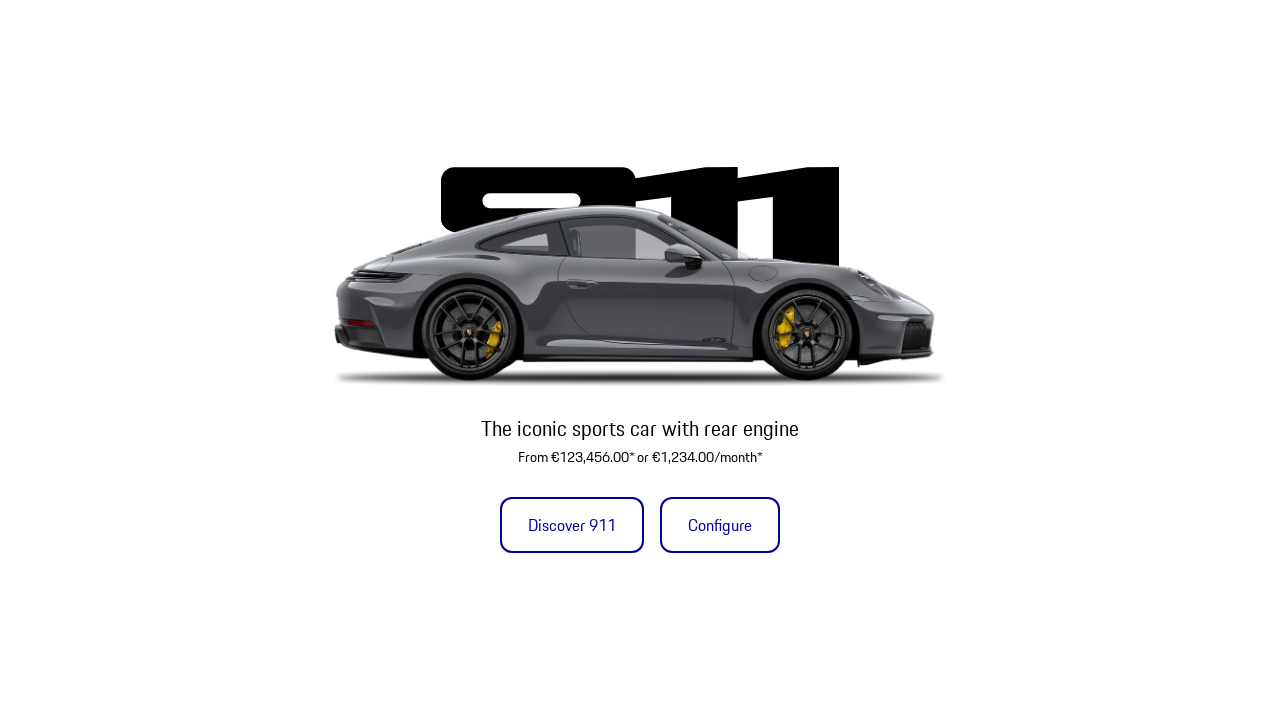 911
GTS
The iconic sports car with rear engine
From €123,456.00* or €1,234.00/month*
Discover 911
Configure